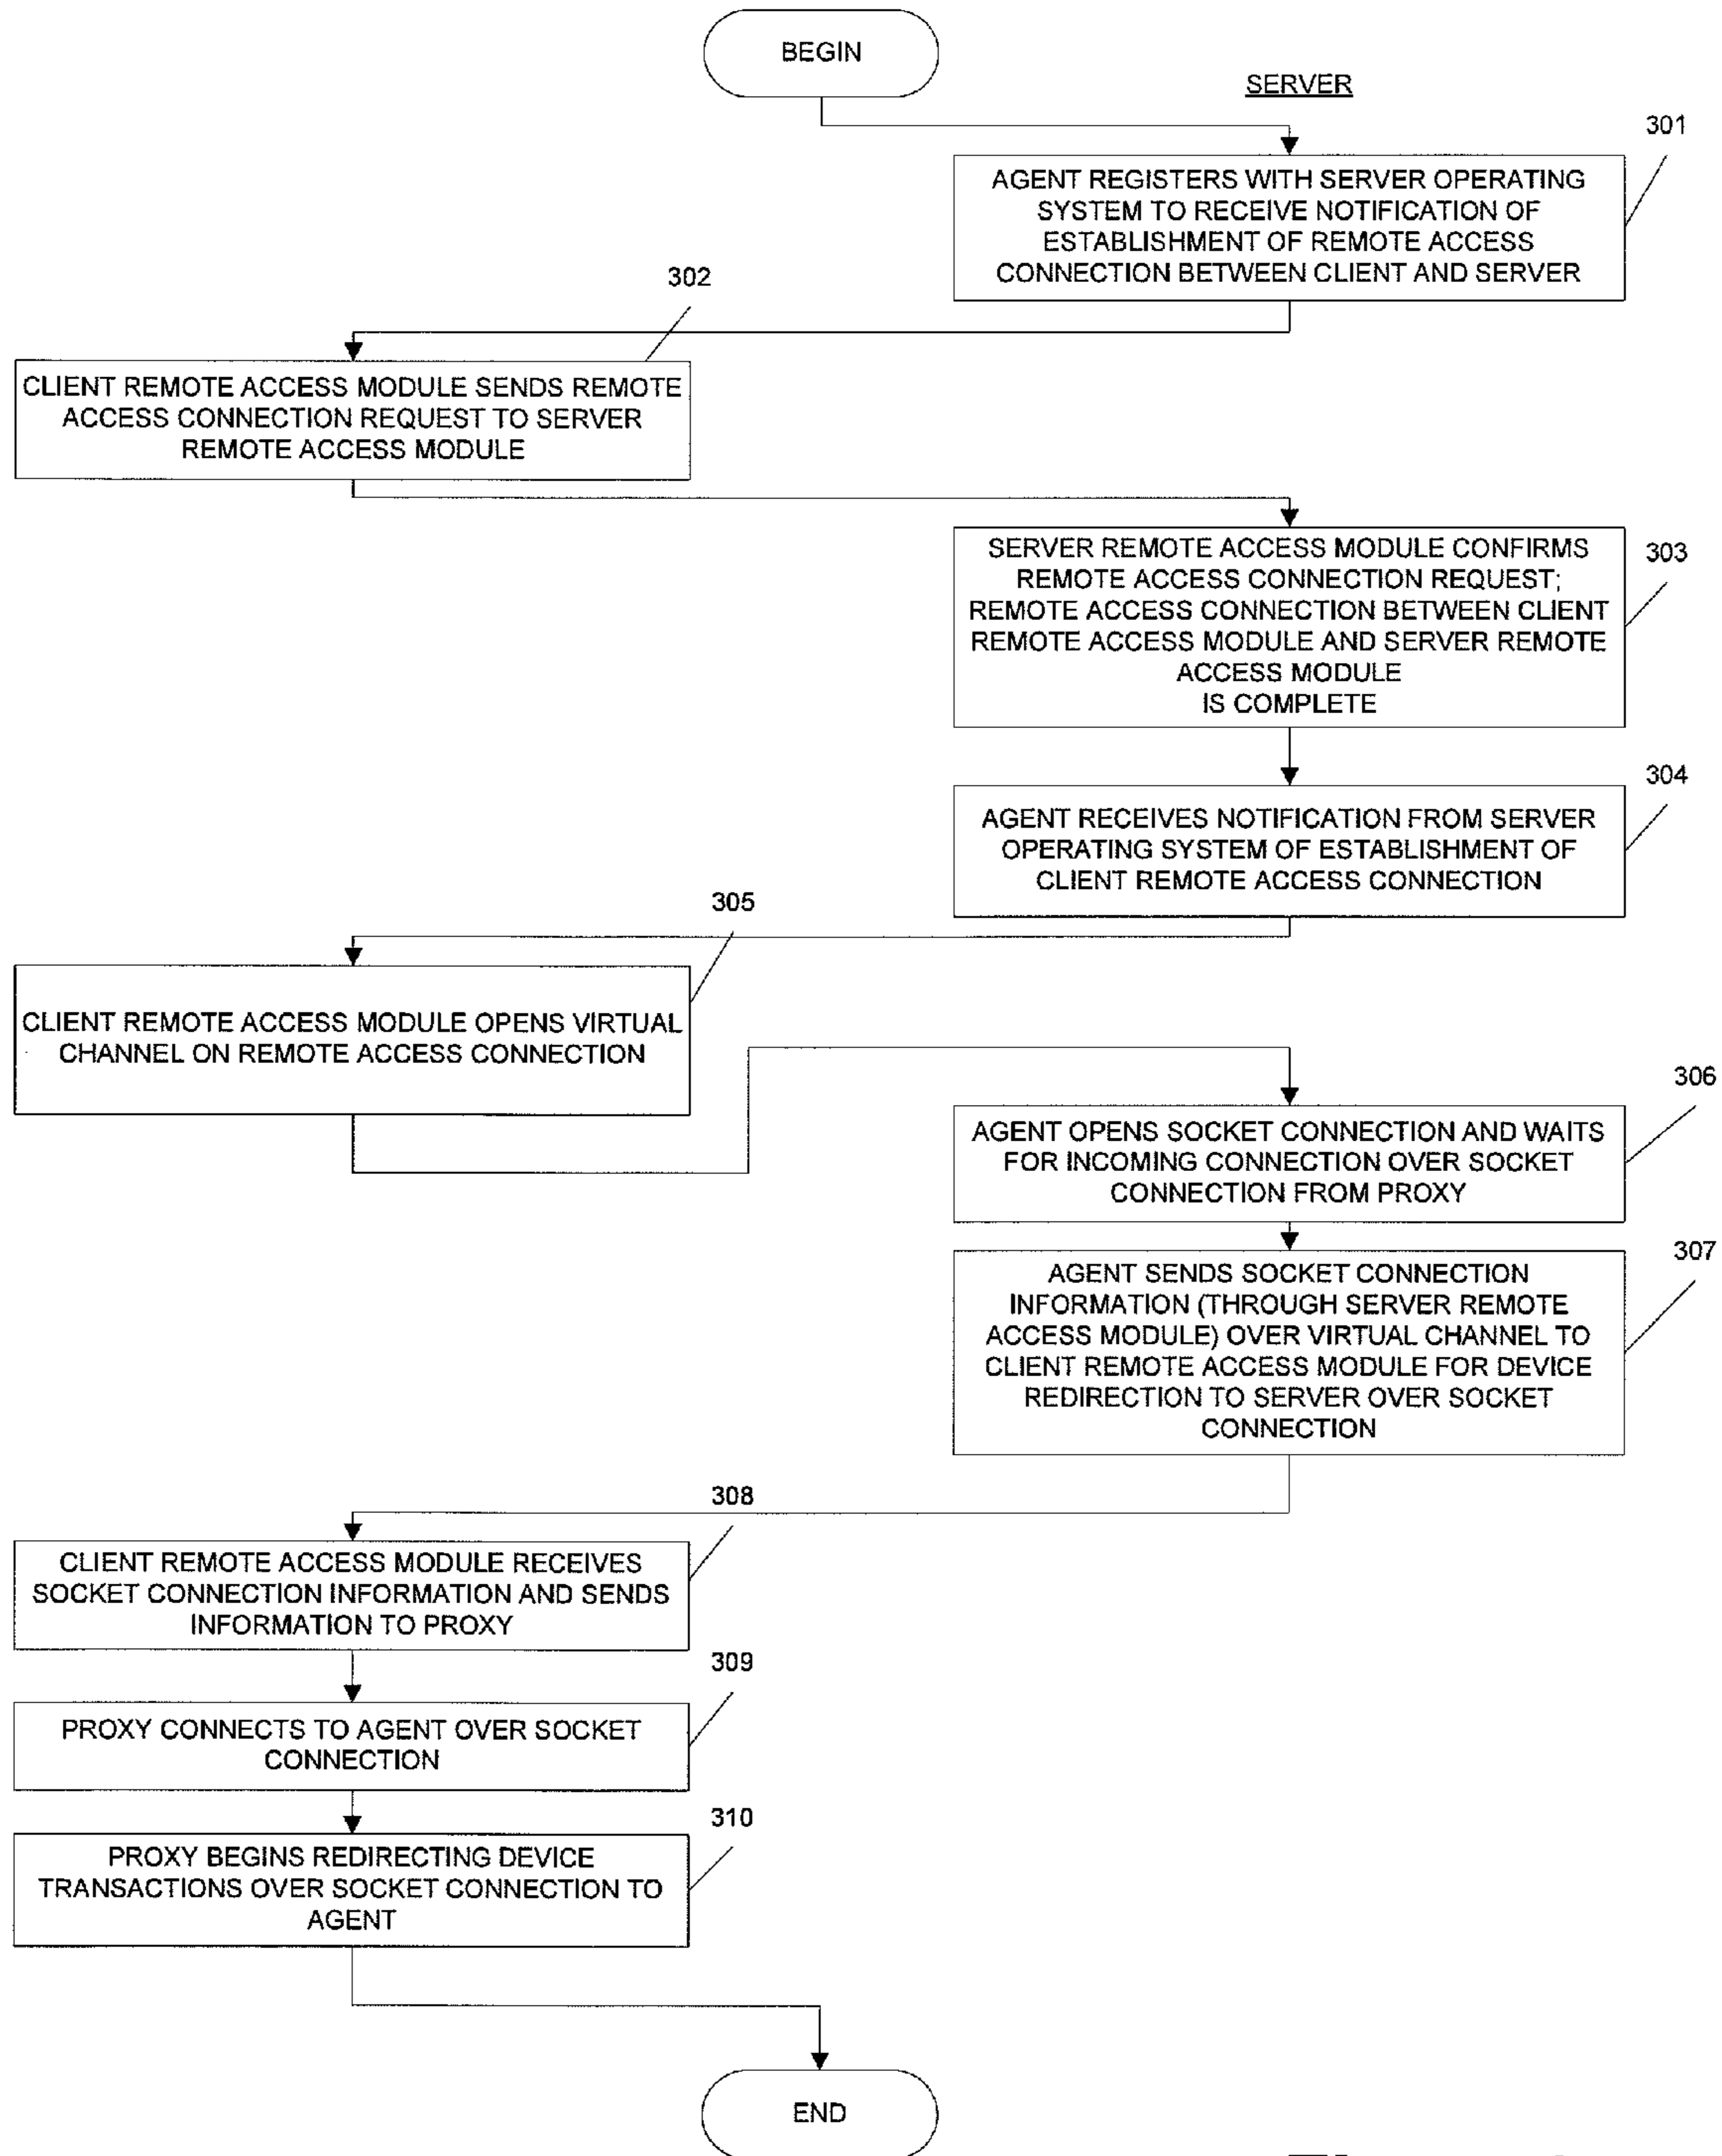 BEGIN
SERVER
301
AGENT REGISTERS WITH SERVER OPERATING
SYSTEM TO RECEIVE NOTIFICATION OF
ESTABLISHMENT OF REMOTE ACCESS
CONNECTION BETWEEN CLIENT AND SERVER
302
CLIENT REMOTE ACCESS MODULE SENDS REMOTE
ACCESS CONNECTION REQUEST TO SERVER
REMOTE ACCESS MODULE
303
SERVER REMOTE ACCESS MODULE CONFIRMS
REMOTE ACCESS CONNECTION REQUEST;
REMOTE ACCESS CONNECTION BETWEEN CLIENT
REMOTE ACCESS MODULE AND SERVER REMOTE
ACCESS MODULE
IS COMPLETE
304
AGENT RECEIVES NOTIFICATION FROM SERVER
OPERATING SYSTEM OF ESTABLISHMENT OF
CLIENT REMOTE ACCESS CONNECTION
305
CLIENT REMOTE ACCESS MODULE OPENS VIRTUAL
CHANNEL ON REMOTE ACCESS CONNECTION
306
AGENT OPENS SOCKET CONNECTION AND WAITS
FOR INCOMING CONNECTION OVER SOCKET
CONNECTION FROM PROXY
307
AGENT SENDS SOCKET CONNECTION
INFORMATION (THROUGH SERVER REMOTE
ACCESS MODULE) OVER VIRTUAL CHANNEL TO
CLIENT REMOTE ACCESS MODULE FOR DEVICE
REDIRECTION TO SERVER OVER SOCKET
CONNECTION
308
CLIENT REMOTE ACCESS MODULE RECEIVES
SOCKET CONNECTION INFORMATION AND SENDS
INFORMATION TO PROXY
309
PROXY CONNECTS TO AGENT OVER SOCKET
CONNECTION
310
PROXY BEGINS REDIRECTING DEVICE
TRANSACTIONS OVER SOCKET CONNECTION TO
AGENT
END